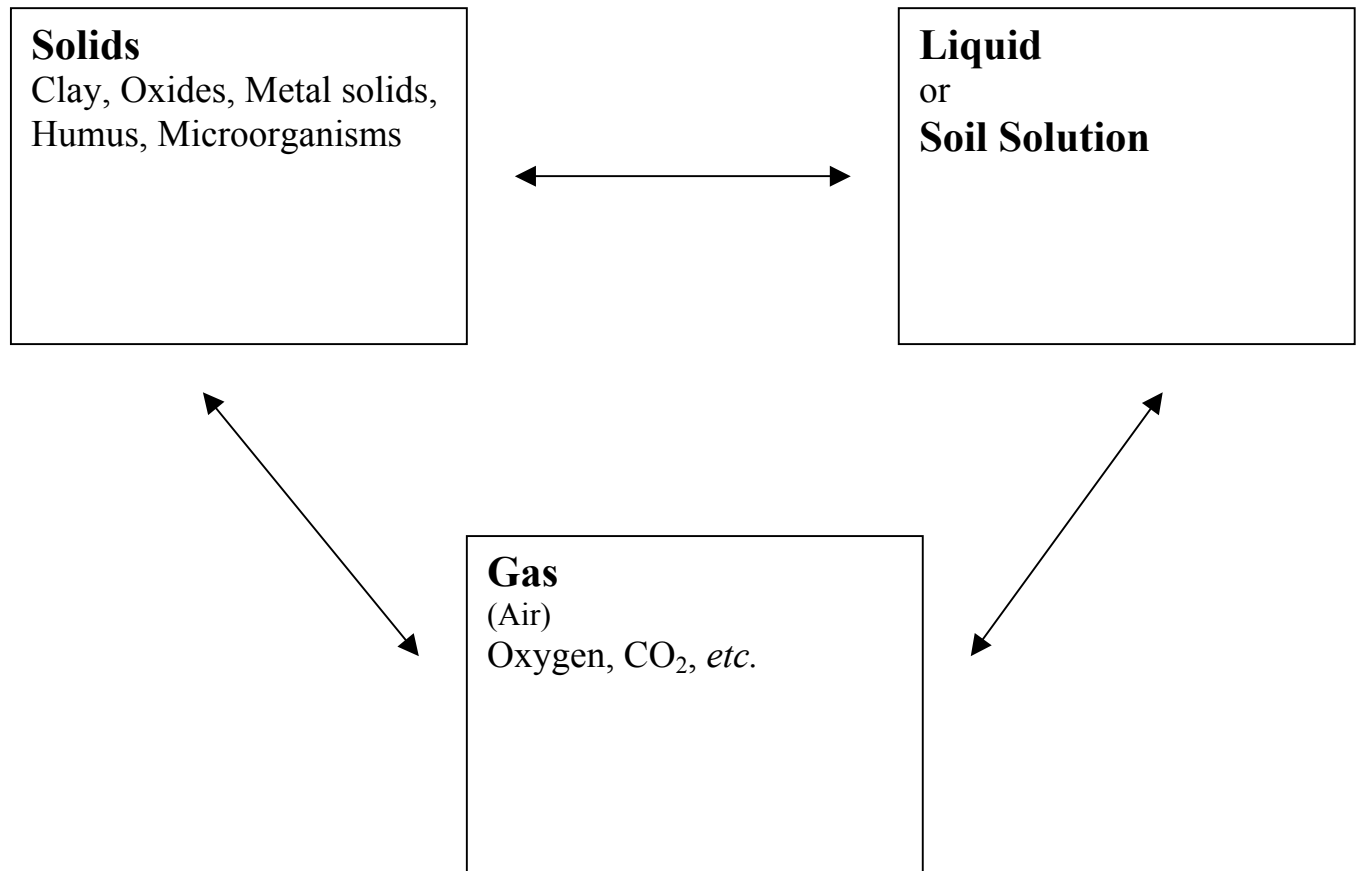 Solids
Clay, Oxides, Metal solids,
Humus, Microorganisms
Liquid
or
Soil Solution
Gas
(Air)
Oxygen, CO₂, etc.